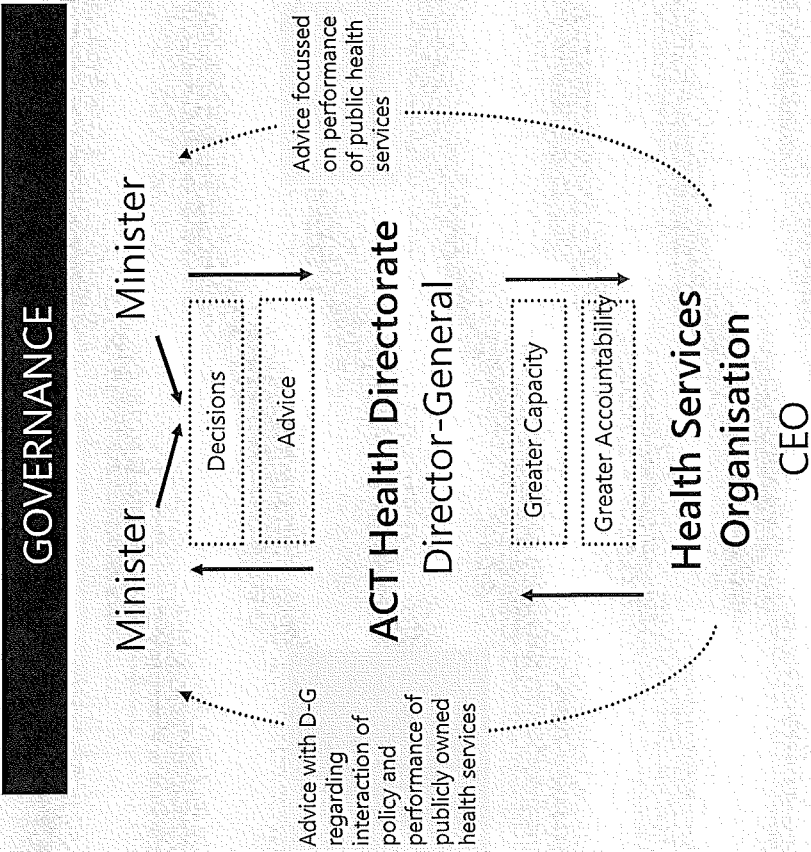 GOVERNANCE
Minister
Minister
Decisions
Advice
Advice with D-G
regarding
interaction of
policy and
performance of
publicly owned
health services
Advice focussed
on performance
of public health
services
ACT Health Directorate
Director-General
Greater Capacity
Greater Accountability
Health Services
Organisation
CEO